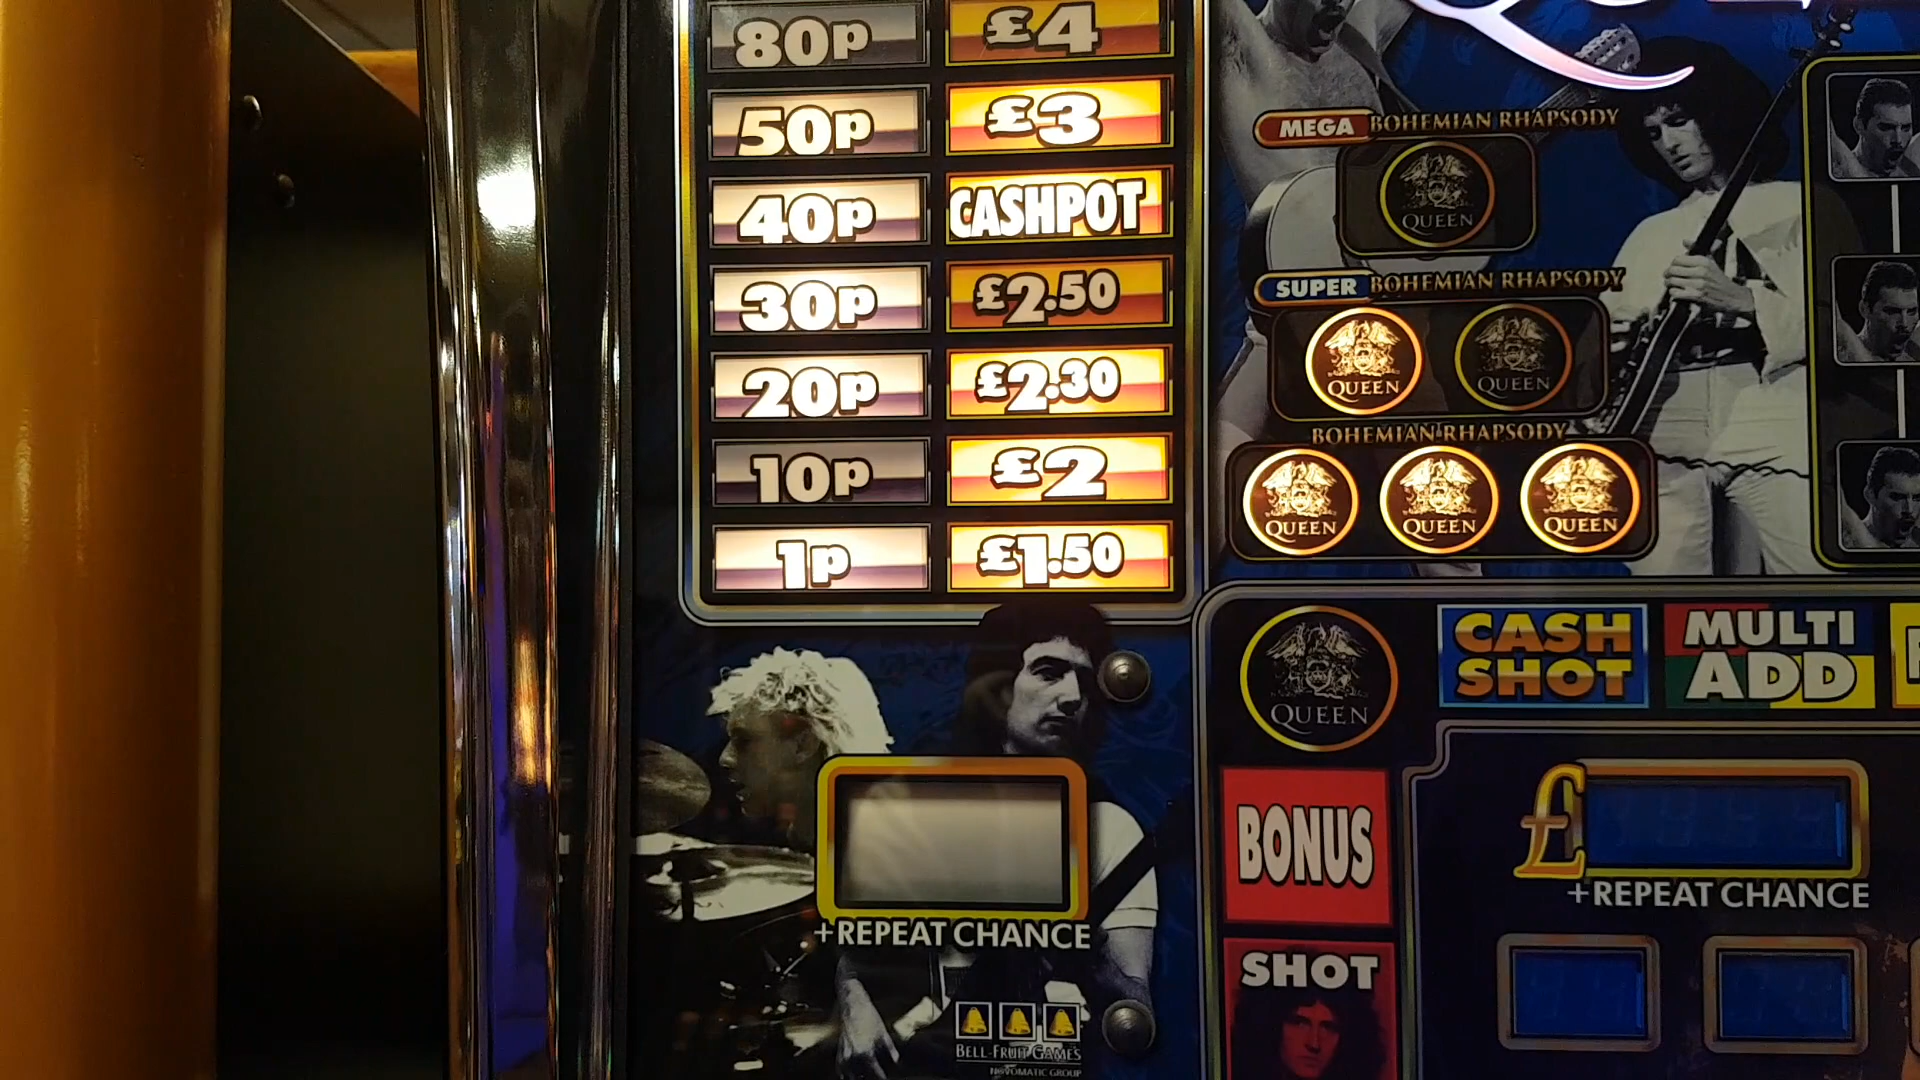 80p £4
50p £3
40p CASHPOT
30p £2.50
20p £2.30
10p £2
1p £1.50
MEGA BOHEMIAN RHAPSODY
QUEEN
SUPER BOHEMIAN RHAPSODY
QUEEN QUEEN
BOHEMIAN RHAPSODY
QUEEN QUEEN QUEEN
QUEEN
CASH SHOT
MULTI ADD
BONUS
£
+REPEAT CHANCE
SHOT
+REPEAT CHANCE
BELL-FRUIT GAMES
NOVOMATIC GROUP